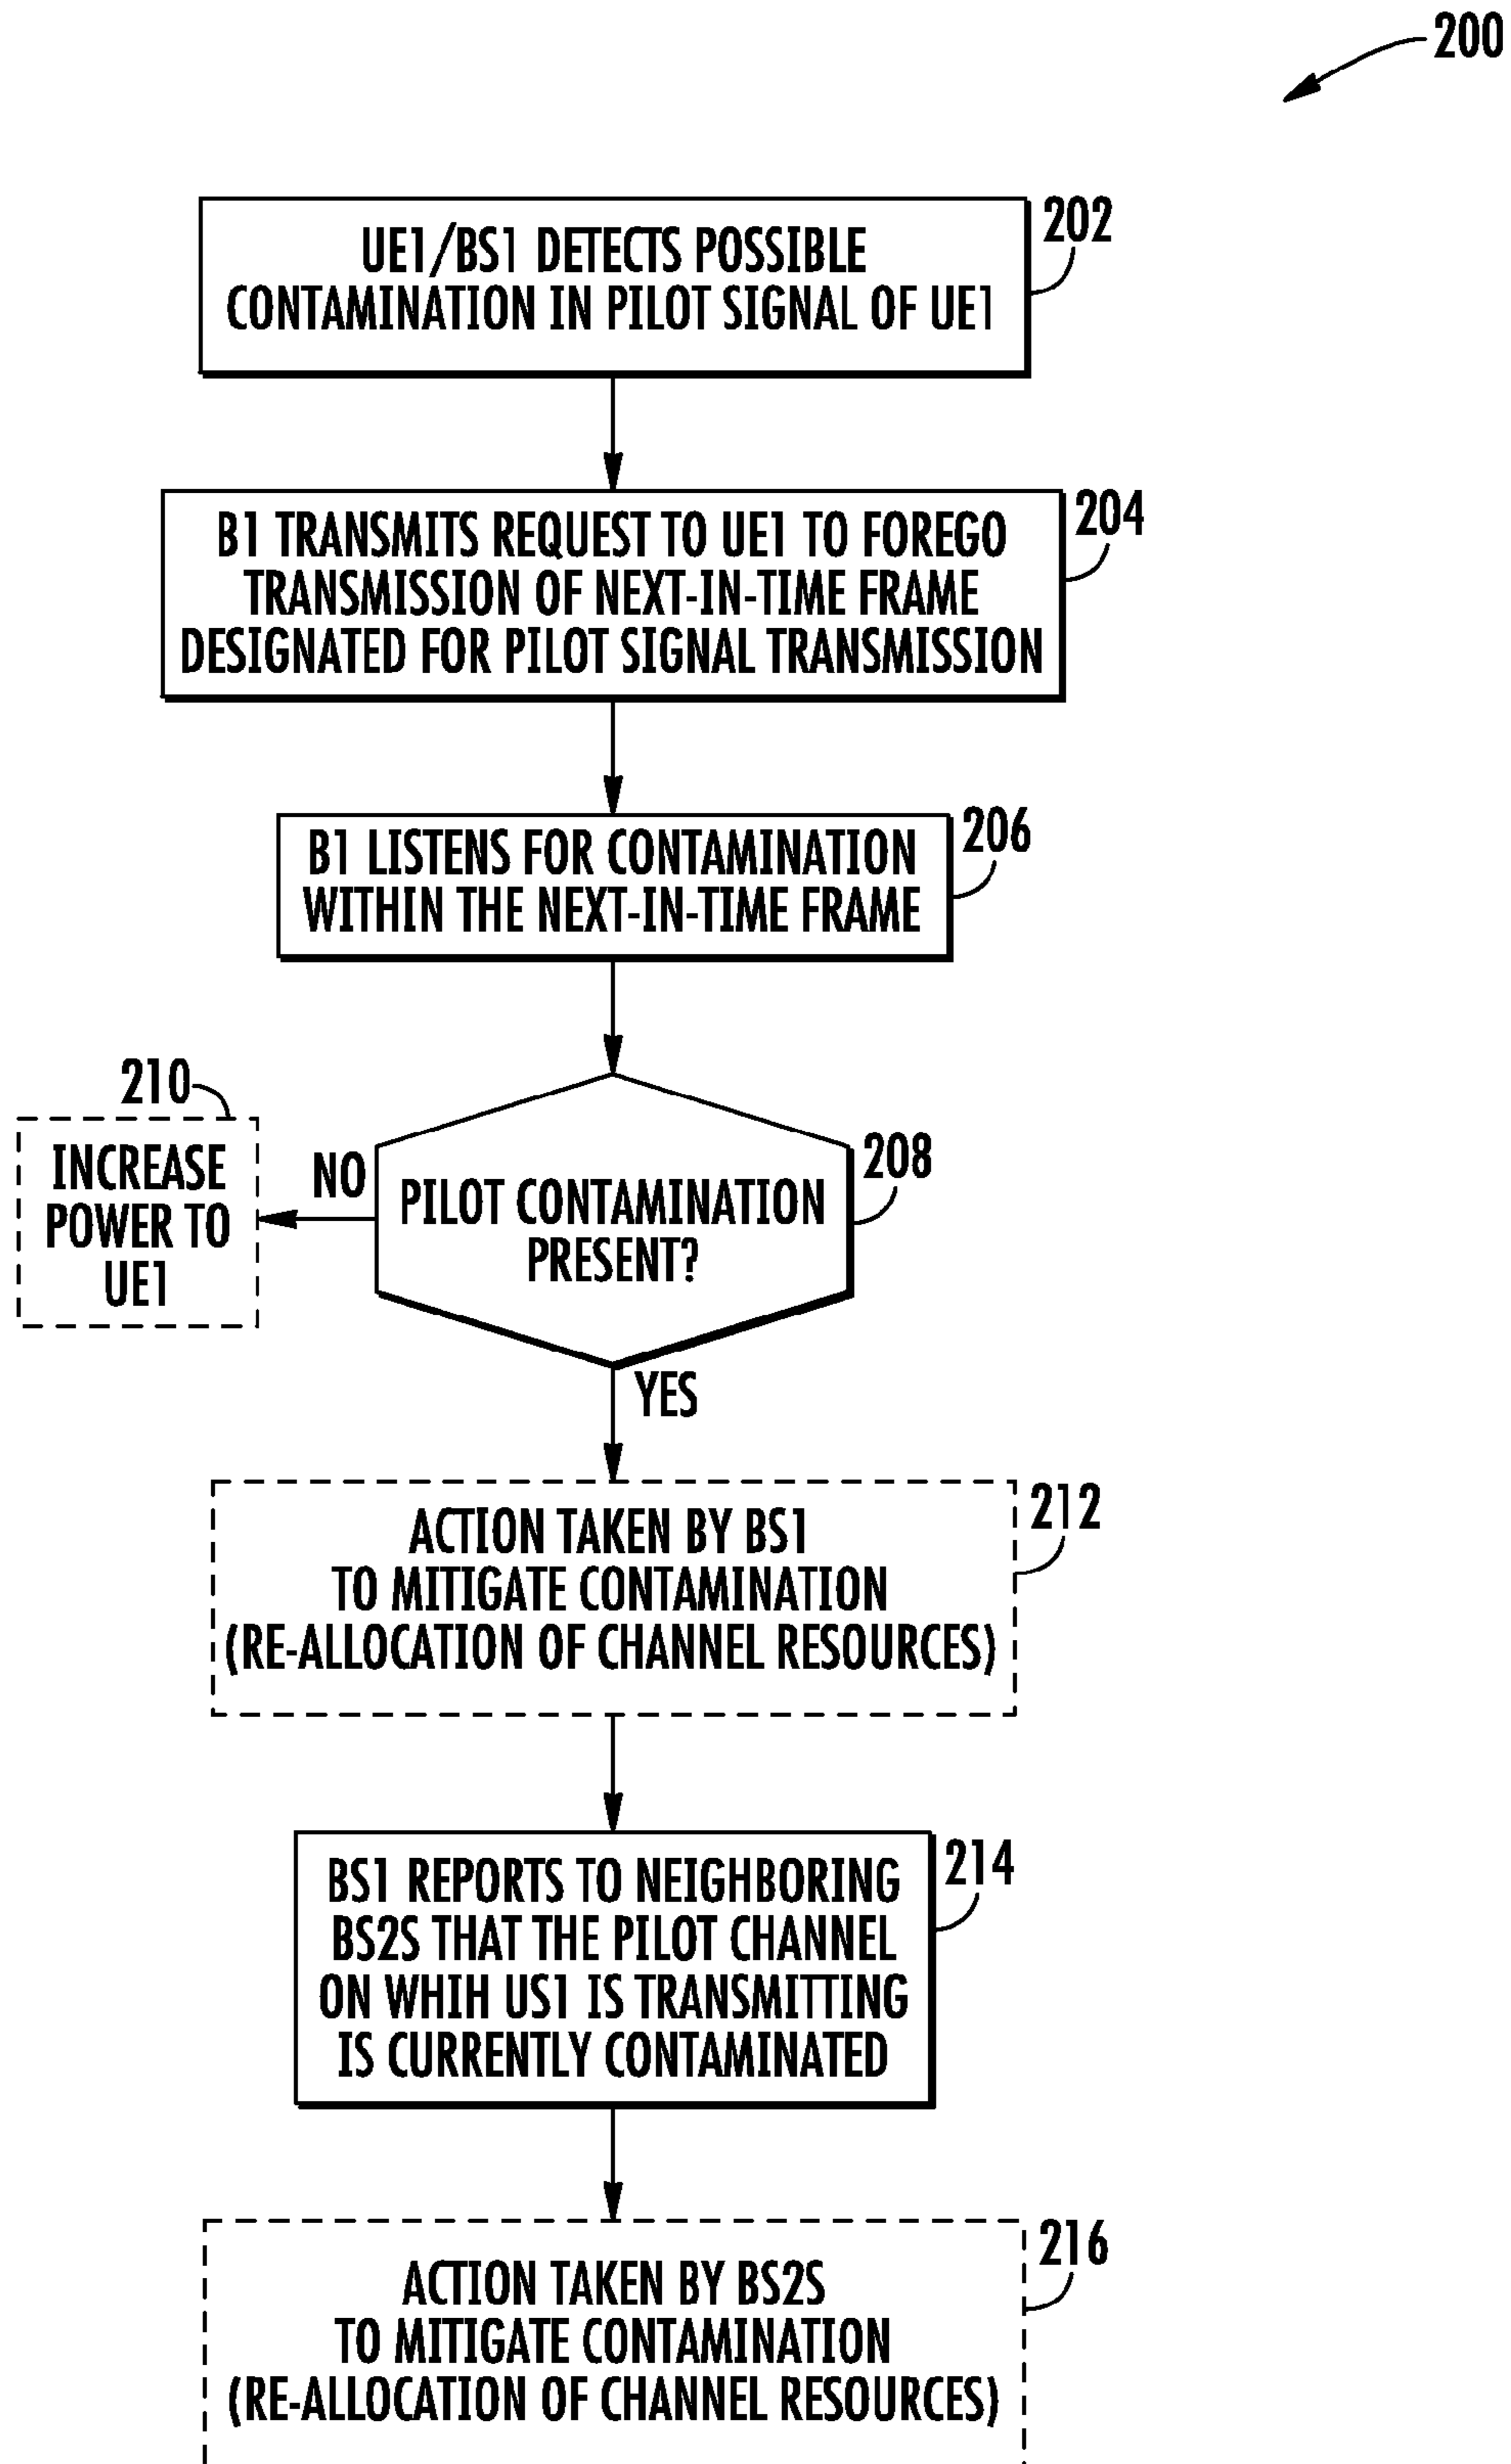 200
UE1/BS1 DETECTS POSSIBLE
CONTAMINATION IN PILOT SIGNAL OF UE1
202
B1 TRANSMITS REQUEST TO UE1 TO FOREGO
TRANSMISSION OF NEXT-IN-TIME FRAME
DESIGNATED FOR PILOT SIGNAL TRANSMISSION
204
B1 LISTENS FOR CONTAMINATION
WITHIN THE NEXT-IN-TIME FRAME
206
210
INCREASE
POWER TO
UE1
NO
PILOT CONTAMINATION
PRESENT?
208
YES
ACTION TAKEN BY BS1
TO MITIGATE CONTAMINATION
(RE-ALLOCATION OF CHANNEL RESOURCES)
212
BS1 REPORTS TO NEIGHBORING
BS2S THAT THE PILOT CHANNEL
ON WHIH US1 IS TRANSMITTING
IS CURRENTLY CONTAMINATED
214
ACTION TAKEN BY BS2S
TO MITIGATE CONTAMINATION
(RE-ALLOCATION OF CHANNEL RESOURCES)
216